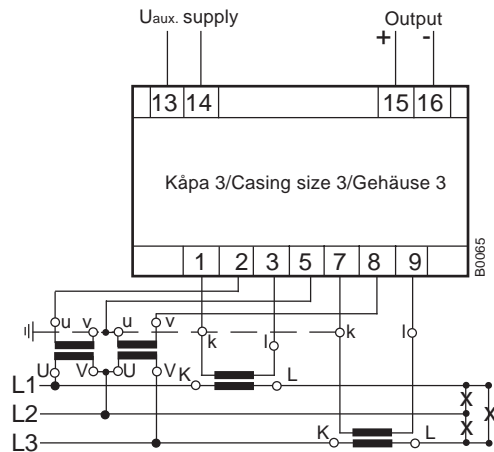 Uaux. supply Output
+ -
13 14 15 16
Kåpa 3/Casing size 3/Gehäuse 3
B0065
1 2 3 5 7 8 9
u v u v
k l k l
U V U V
K L
L1
L2
L3
K L
X
X
X